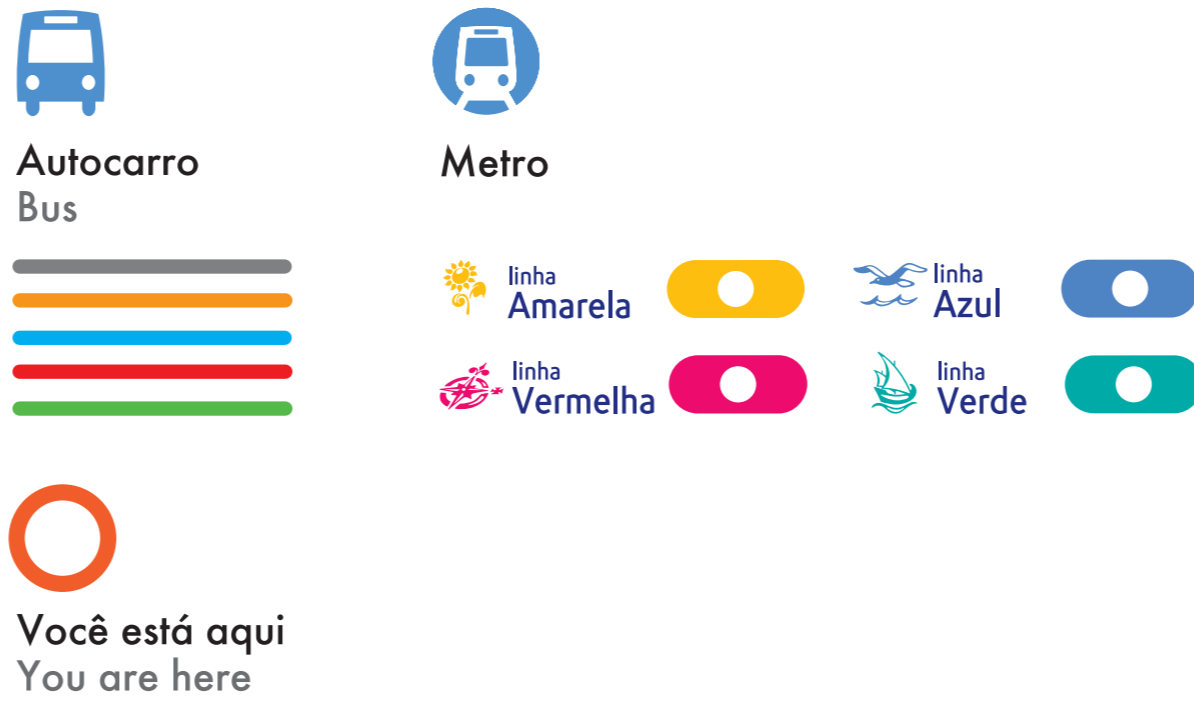 Autocarro
Bus
Metro
linha
Amarela
linha
Azul
linha
Vermelha
linha
Verde
Você está aqui
You are here